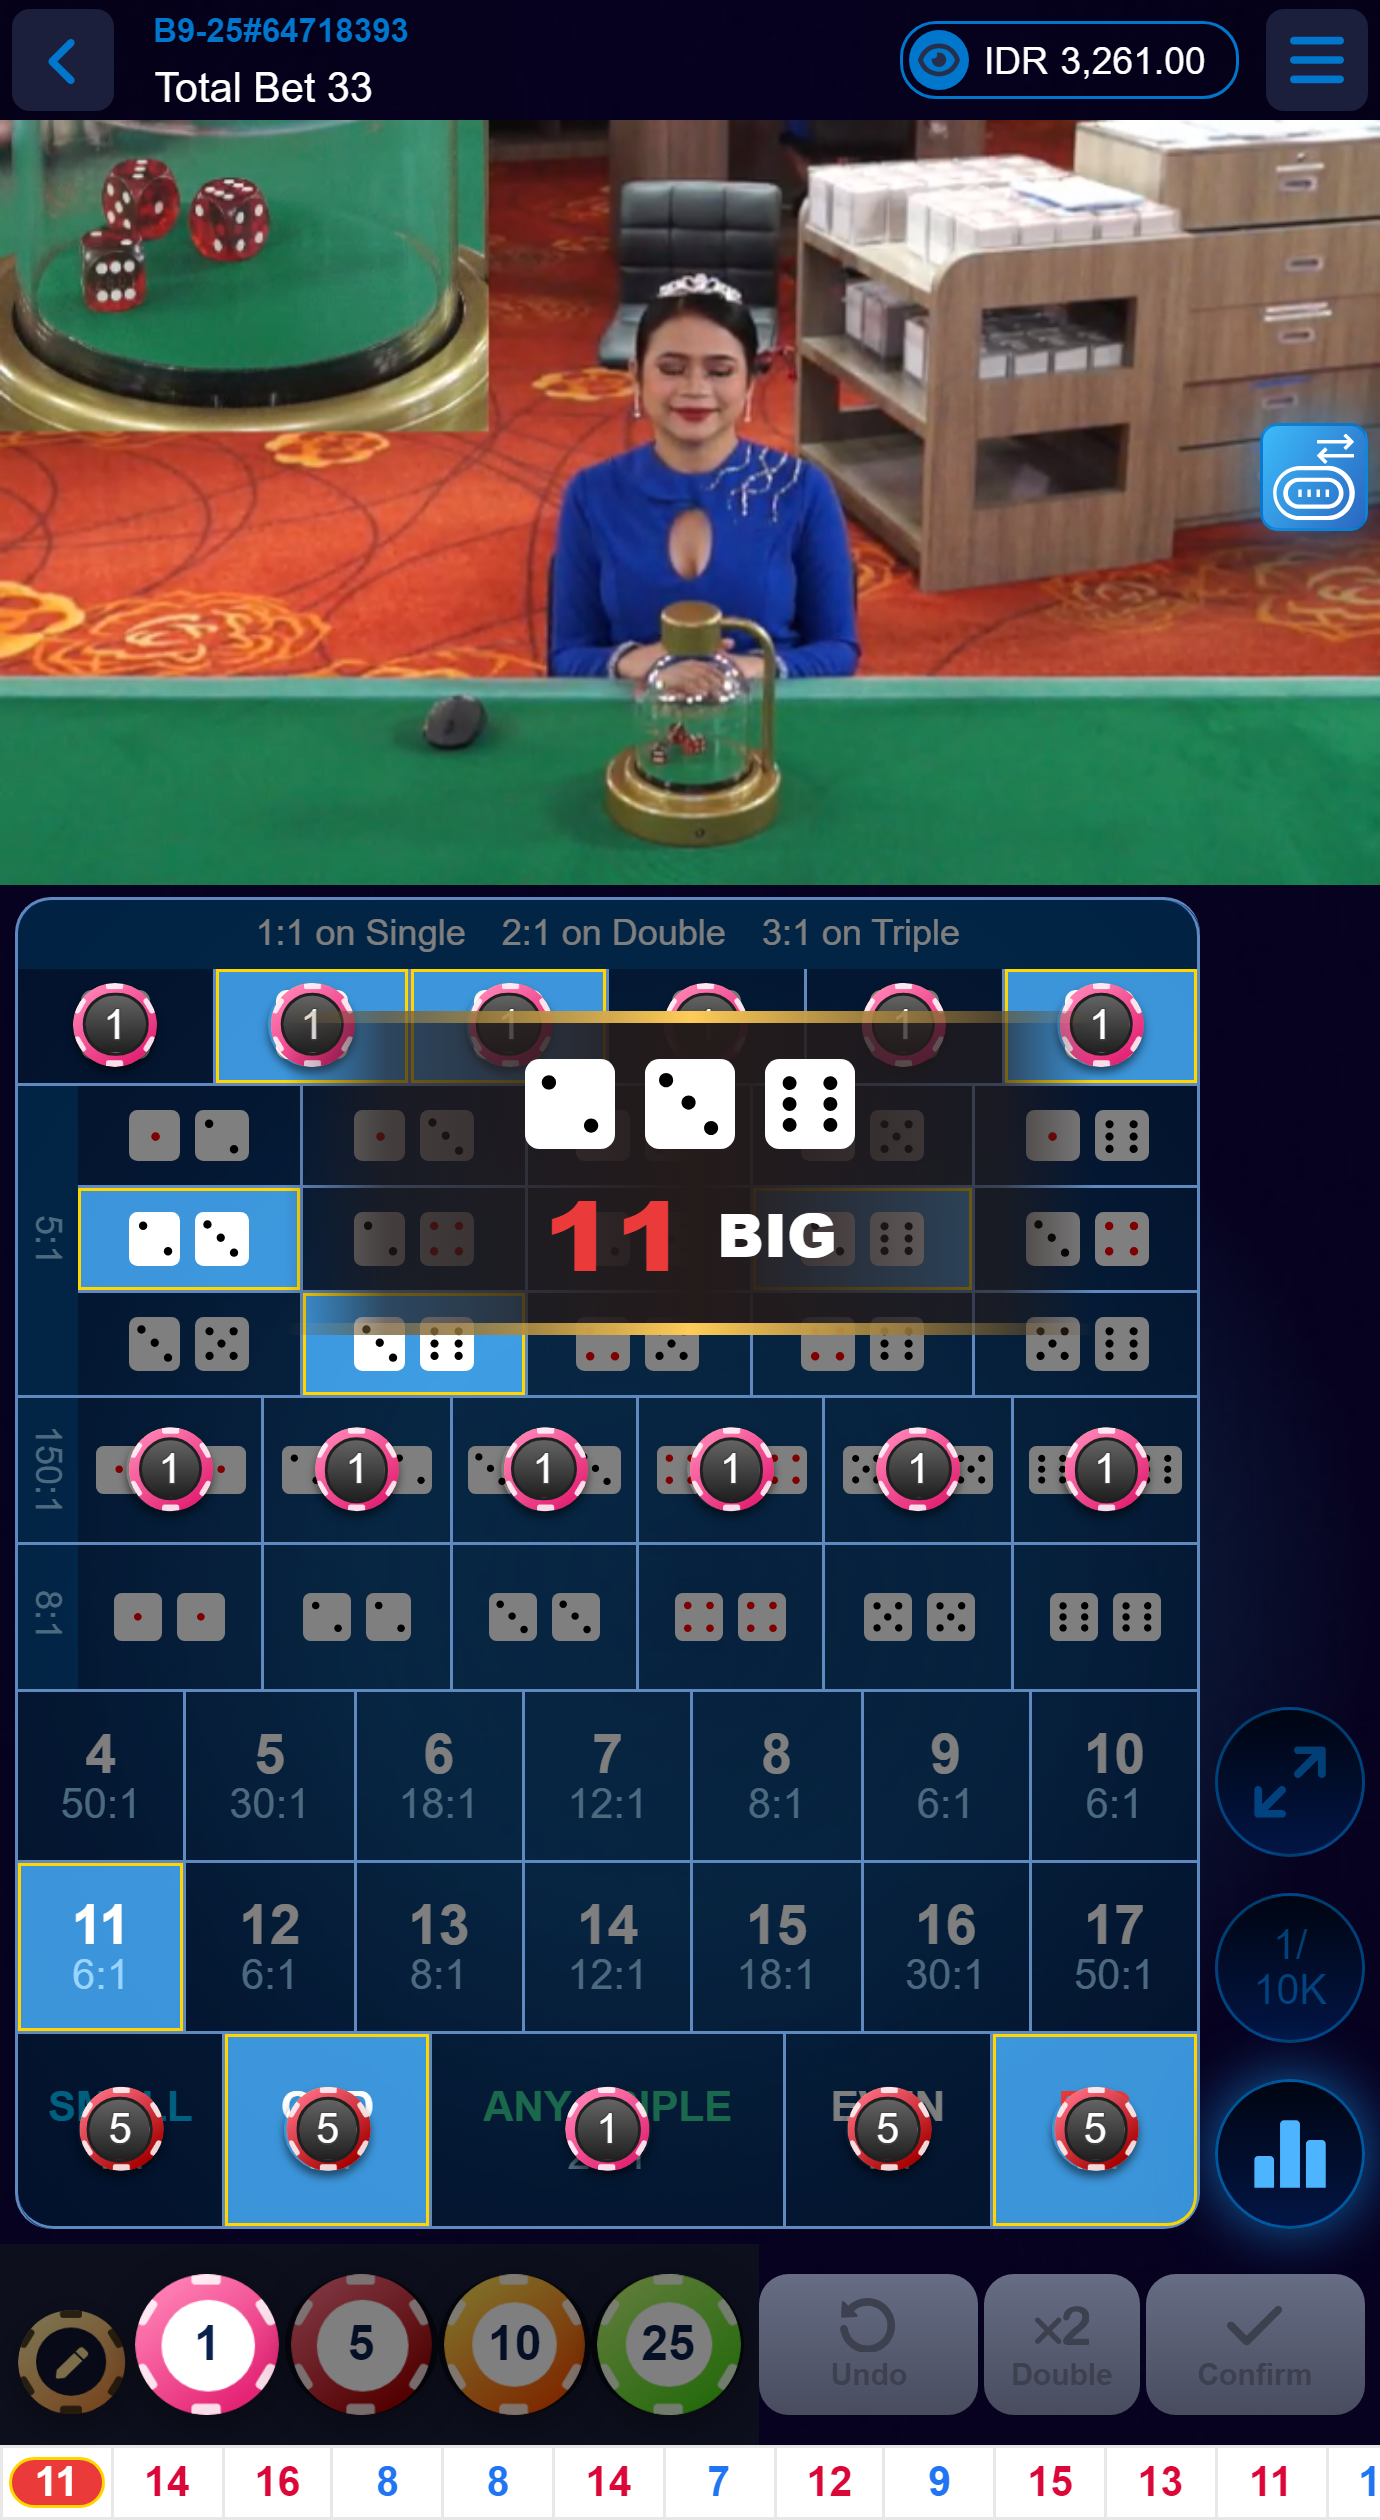 B9-25#64718393
Total Bet 33
IDR 3,261.00
1:1 on Single 2:1 on Double 3:1 on Triple
1 1 1 1 1 1
11 BIG
5:1
150:1
1 1 1 1 1 1
8:1
4 5 6 7 8 9 10
50:1 30:1 18:1 12:1 8:1 6:1 6:1
11 12 13 14 15 16 17
6:1 6:1 8:1 12:1 18:1 30:1 50:1
5 5 1 5 5
1/
10K
1 5 10 25
x2
Undo Double Confirm
11 14 16 8 8 14 7 12 9 15 13 11